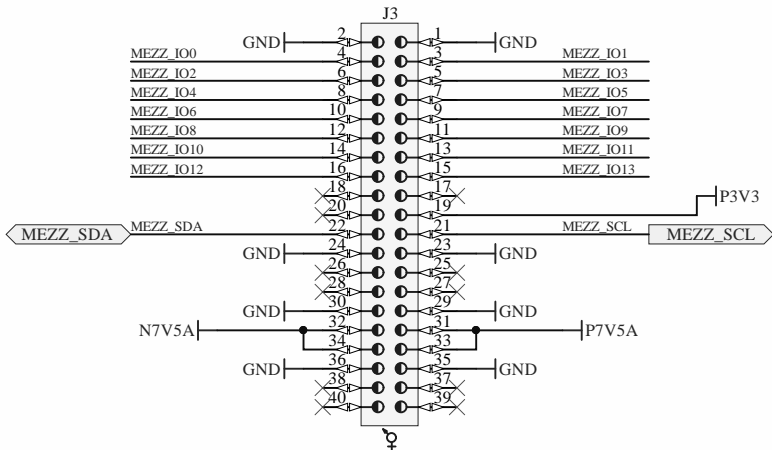 J3
GND 2 1 GND
MEZZ_IO0 4 3 MEZZ_IO1
MEZZ_IO2 6 5 MEZZ_IO3
MEZZ_IO4 8 7 MEZZ_IO5
MEZZ_IO6 10 9 MEZZ_IO7
MEZZ_IO8 12 11 MEZZ_IO9
MEZZ_IO10 14 13 MEZZ_IO11
MEZZ_IO12 16 15 MEZZ_IO13
18 17
20 19 P3V3
MEZZ_SDA MEZZ_SDA 22 21 MEZZ_SCL MEZZ_SCL
GND 24 23 GND
26 25
28 27
GND 30 29 GND
N7V5A 32 31 P7V5A
34 33
GND 36 35 GND
38 37
40 39